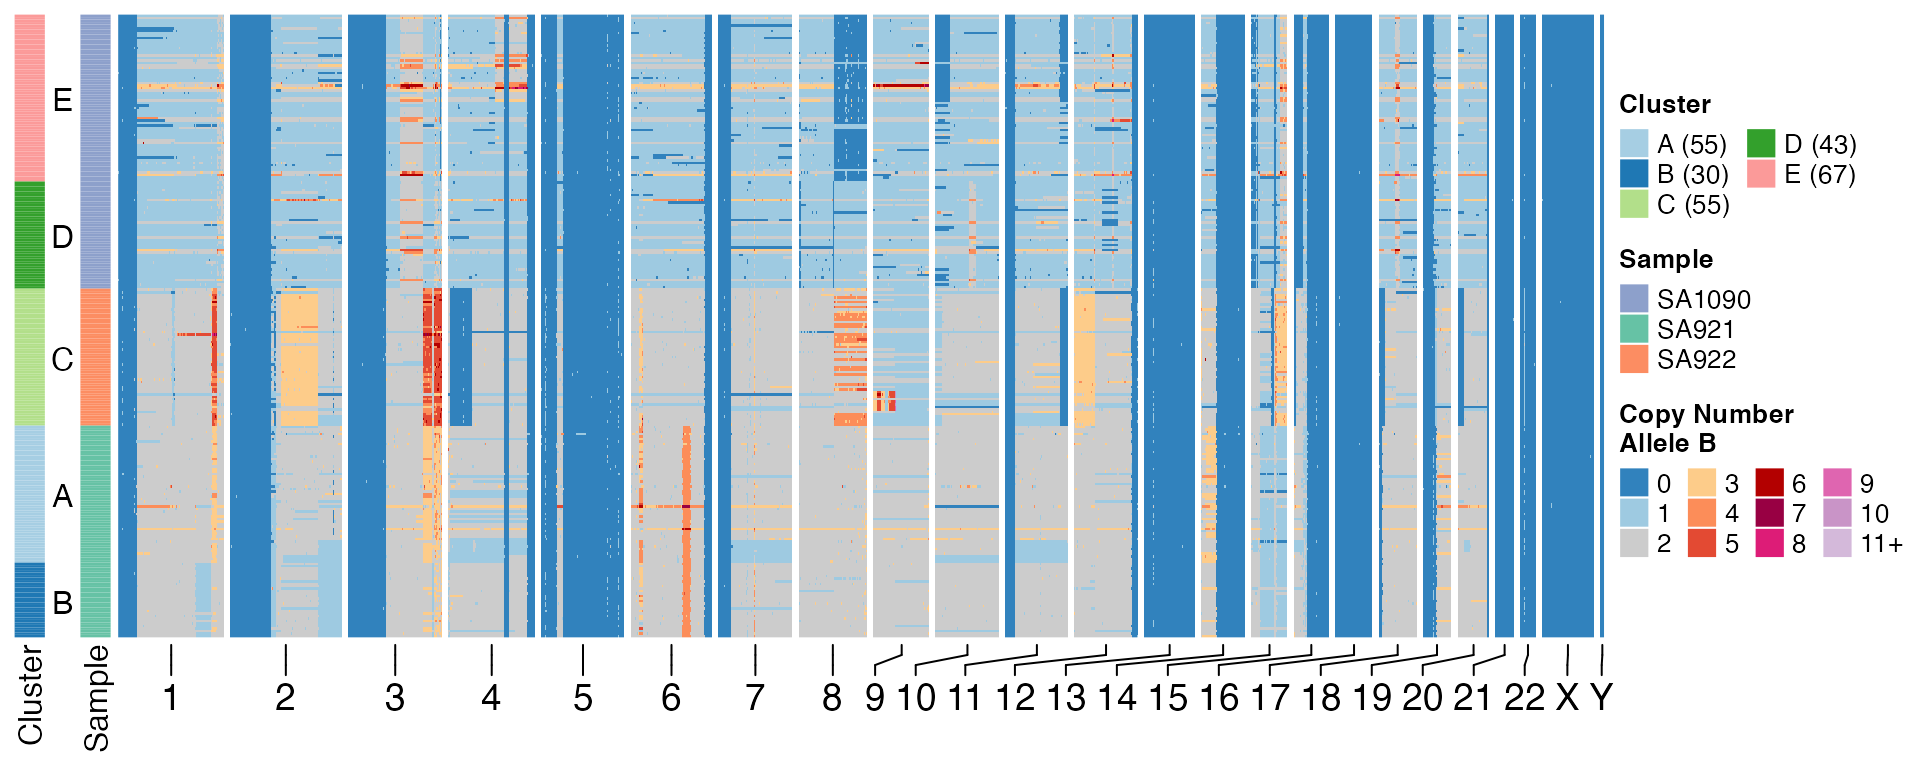 E
D
C
A
B
Cluster
Sample
1 2 3 4 5 6 7 8 9 10 11 12 13 14 15 16 17 18 19 20 21 22 X Y
Cluster
A (55) D (43)
B (30) E (67)
C (55)
Sample
SA1090
SA921
SA922
Copy Number
Allele B
0 3 6 9
1 4 7 10
2 5 8 11+